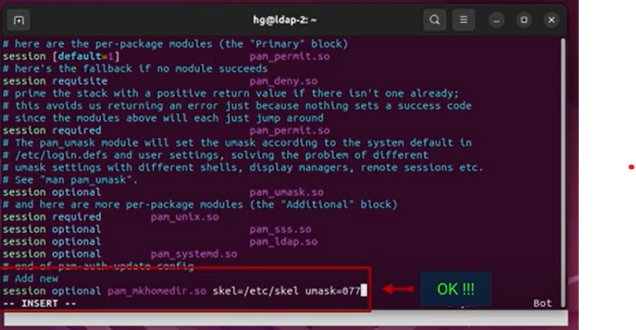 hg@ldap-2: ~
# here are the per-package modules (the "Primary" block)
session [default=1] pam_permit.so
# here's the fallback if no module succeeds
session requisite pam_deny.so
# prime the stack with a positive return value if there isn't one already;
# this avoids us returning an error just because nothing sets a success code
# since the modules above will each just jump around
session required pam_permit.so
# The pam_umask module will set the umask according to the system default in
# /etc/login.defs and user settings, solving the problem of different
# umask settings with different shells, display managers, remote sessions etc.
# See "man pam_umask".
session optional pam_umask.so
# and here are more per-package modules (the "Additional" block)
session required pam_unix.so
session optional pam_sss.so
session optional pam_ldap.so
session optional pam_systemd.so
# end of pam-auth-update config
# Add new
session optional pam_mkhomedir.so skel=/etc/skel umask=077
OK !!!
-- INSERT -- Bot